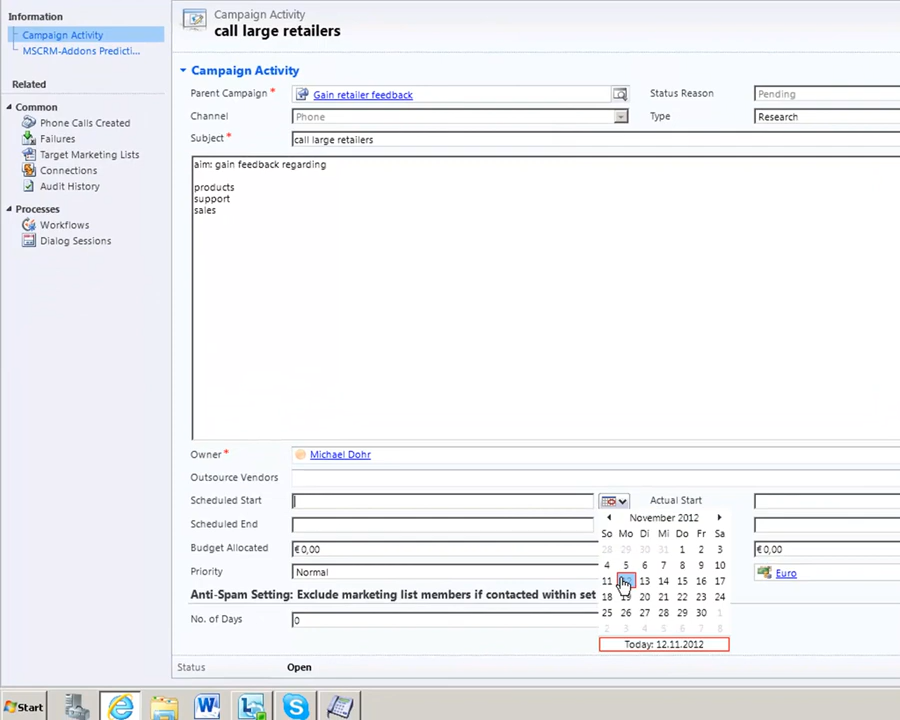 Information
Campaign Activity
MSCRM-Addons Predicti...
Related
Common
Phone Calls Created
Failures
Target Marketing Lists
Connections
Audit History
Processes
Workflows
Dialog Sessions
Campaign Activity
call large retailers
Campaign Activity
Parent Campaign * Gain retailer feedback Status Reason Pending
Channel Phone Type Research
Subject * call large retailers
aim: gain feedback regarding
products
support
sales
Owner * Michael Dohr
Outsource Vendors
Scheduled Start Actual Start
Scheduled End
Budget Allocated € 0,00 € 0,00
Priority Normal Euro
Anti-Spam Setting: Exclude marketing list members if contacted within set
No. of Days 0
November 2012
So Mo Di Mi Do Fr Sa
28 29 30 31 1 2 3
4 5 6 7 8 9 10
11 12 13 14 15 16 17
18 19 20 21 22 23 24
25 26 27 28 29 30 1
2 3 4 5 6 7 8
Today: 12.11.2012
Status Open
Start